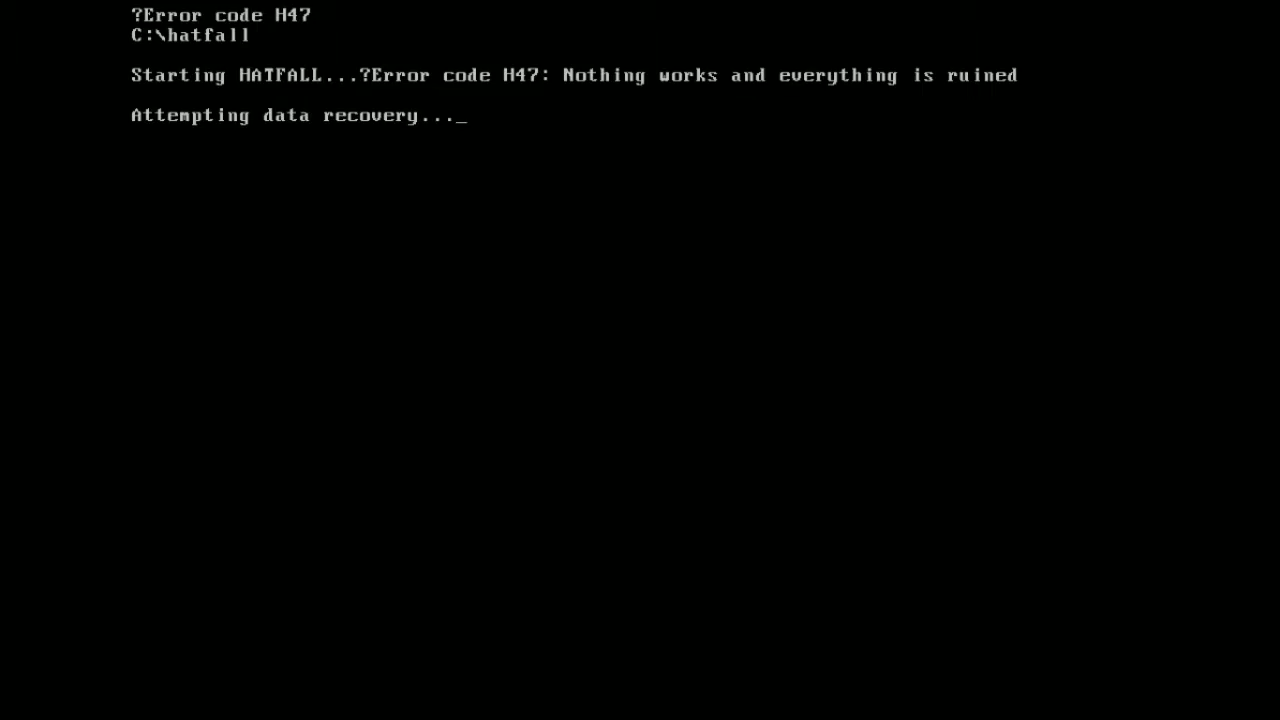 ?Error code H47
C:\hatfall
Starting HATFALL...?Error code H47: Nothing works and everything is ruined
Attempting data recovery..._